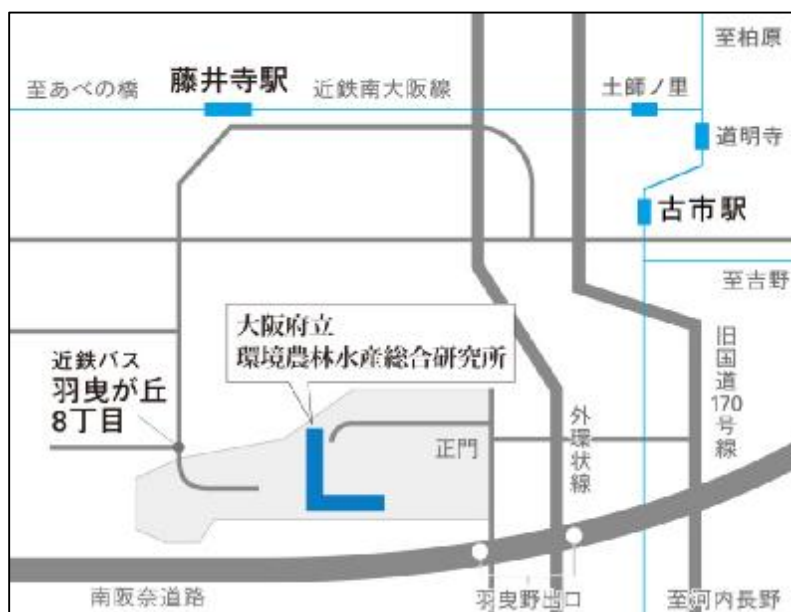 至柏原
至あべの橋
藤井寺駅
近鉄南大阪線
土師ノ里
道明寺
古市駅
至吉野
大阪府立
環境農林水産総合研究所
近鉄バス
羽曳が丘
8丁目
正門
外環状線
旧国道170号線
南阪奈道路
羽曳野出口
至河内長野